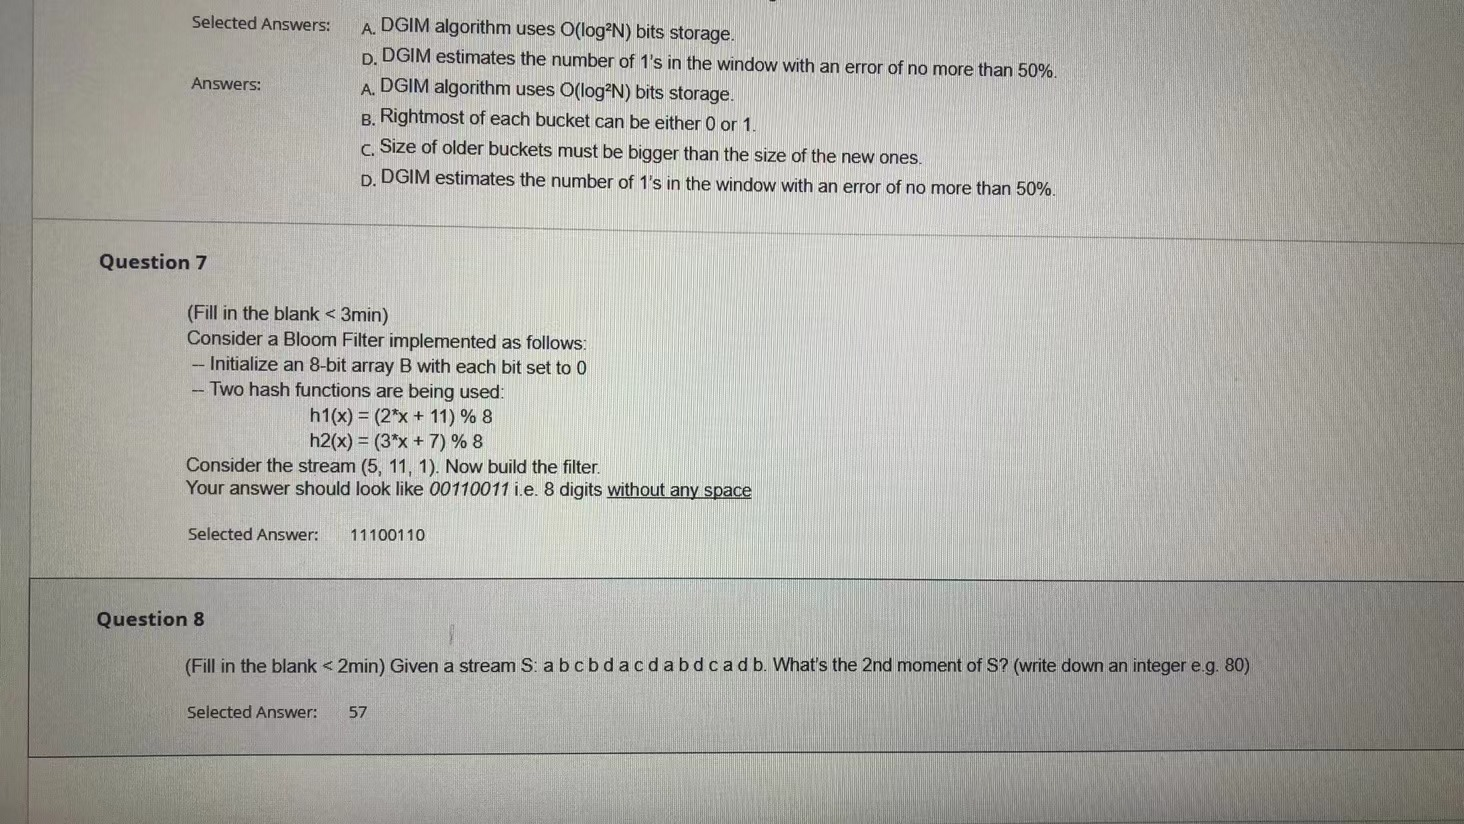 Selected Answers: A. DGIM algorithm uses O(log²N) bits storage.
D. DGIM estimates the number of 1's in the window with an error of no more than 50%.
Answers: A. DGIM algorithm uses O(log²N) bits storage.
B. Rightmost of each bucket can be either 0 or 1.
C. Size of older buckets must be bigger than the size of the new ones.
D. DGIM estimates the number of 1's in the window with an error of no more than 50%.
Question 7
(Fill in the blank < 3min)
Consider a Bloom Filter implemented as follows:
-- Initialize an 8-bit array B with each bit set to 0
-- Two hash functions are being used:
h1(x) = (2*x + 11) % 8
h2(x) = (3*x + 7) % 8
Consider the stream (5, 11, 1). Now build the filter.
Your answer should look like 00110011 i.e. 8 digits without any space
Selected Answer: 11100110
Question 8
(Fill in the blank < 2min) Given a stream S: a b c b d a c d a b d c a d b. What's the 2nd moment of S? (write down an integer e.g. 80)
Selected Answer: 57